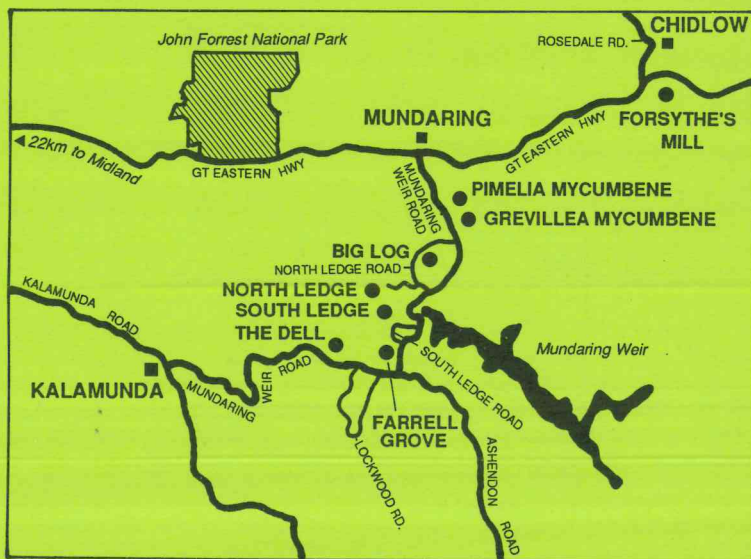 John Forrest National Park
CHIDLOW
ROSEDALE RD.
MUNDARING
FORSYTHE'S
MILL
◄ 22km to Midland
GT EASTERN HWY
GT EASTERN HWY
MUNDARING
WEIR ROAD
PIMELIA MYCUMBENE
GREVILLEA MYCUMBENE
BIG LOG
NORTH LEDGE ROAD
NORTH LEDGE
SOUTH LEDGE
THE DELL
KALAMUNDA
ROAD
Mundaring Weir
SOUTH LEDGE ROAD
KALAMUNDA
MUNDARING
WEIR
ROAD
FARRELL
GROVE
LOCKWOOD RD.
ASHENDON
ROAD